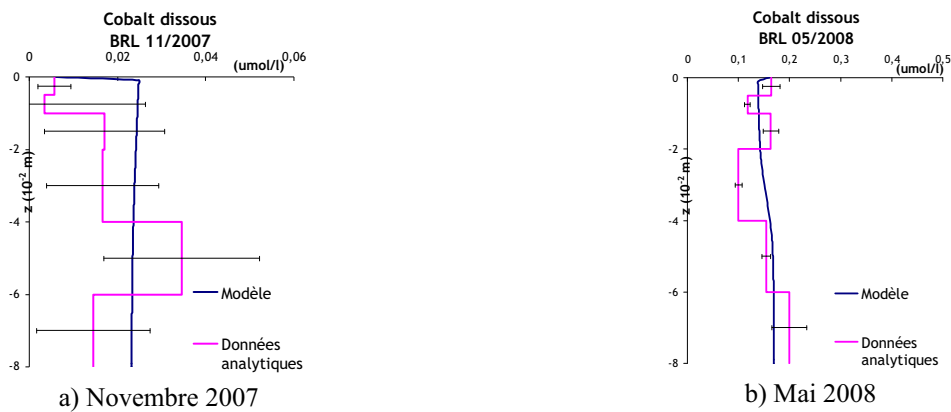 Cobalt dissous
BRL 11/2007
0 0,02 0,04 0,06
(umol/l)
0
-2
-4
-6
-8
z (10-2 m)
Modèle
Données
analytiques
a) Novembre 2007
Cobalt dissous
BRL 05/2008
0 0,1 0,2 0,3 0,4 0,5
(umol/l)
0
-2
-4
-6
-8
z (10-2 m)
Modèle
Données
analytiques
b) Mai 2008